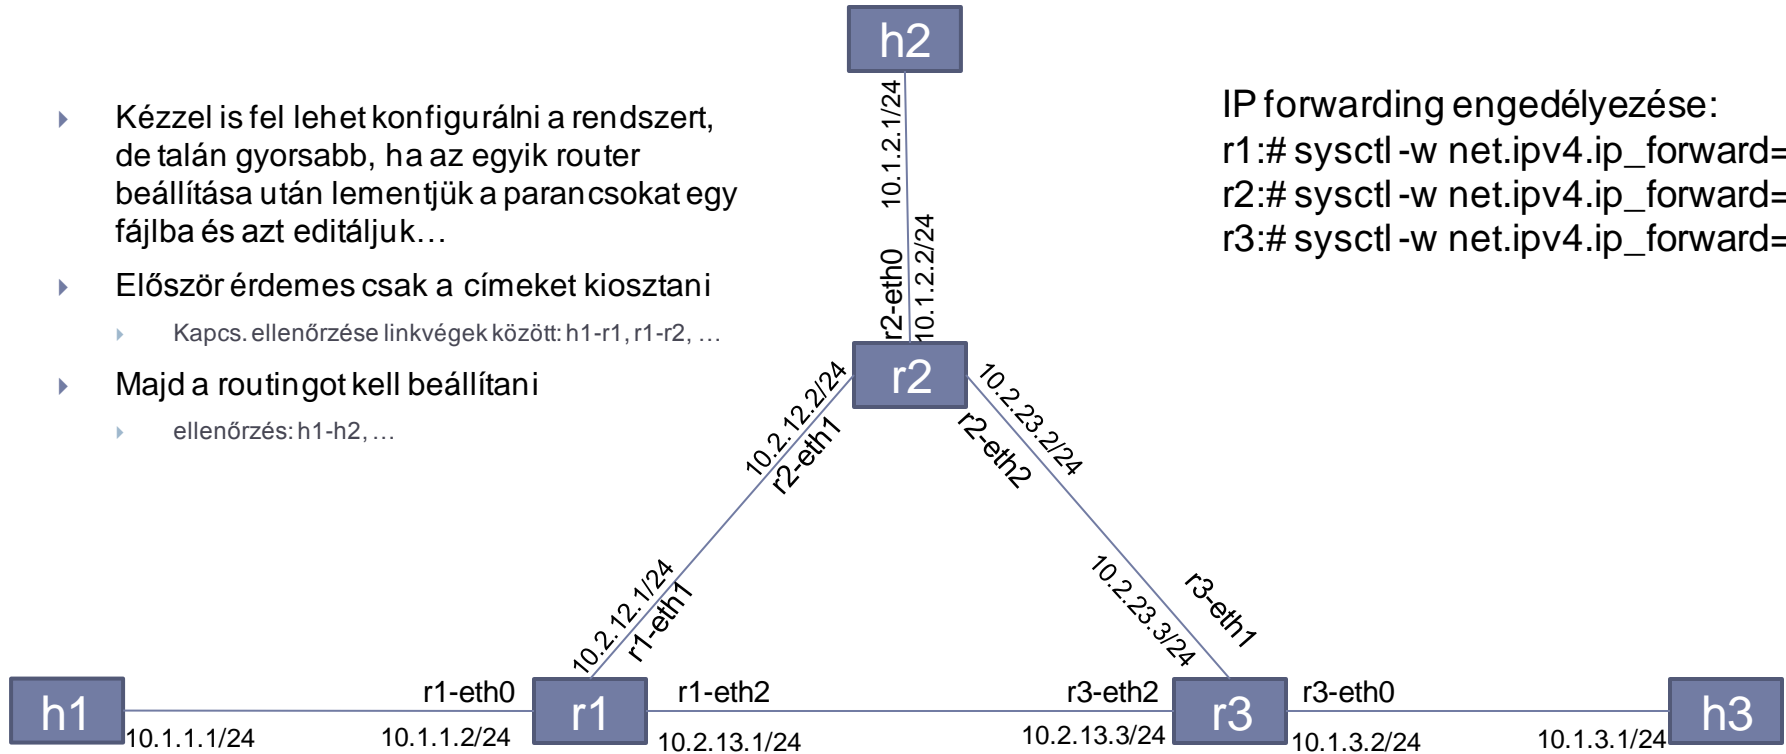 h2
Kézzel is fel lehet konfigurálni a rendszert,
de talán gyorsabb, ha az egyik router
beállítása után lementjük a parancsokat egy
fájlba és azt editáljuk…
Először érdemes csak a címeket kiosztani
Kapcs. ellenőrzése linkvégek között: h1-r1, r1-r2, …
Majd a routingot kell beállítani
ellenőrzés: h1-h2, …
IP forwarding engedélyezése:
r1:# sysctl -w net.ipv4.ip_forward=
r2:# sysctl -w net.ipv4.ip_forward=
r3:# sysctl -w net.ipv4.ip_forward=
10.1.2.1/24
r2-eth0
10.1.2.2/24
r2
10.2.12.2/24
r2-eth1
10.2.23.2/24
r2-eth2
10.2.12.1/24
r1-eth1
10.2.23.3/24
r3-eth1
h1
10.1.1.1/24
r1-eth0
10.1.1.2/24
r1
r1-eth2
10.2.13.1/24
r3-eth2
10.2.13.3/24
r3
r3-eth0
10.1.3.2/24
10.1.3.1/24
h3